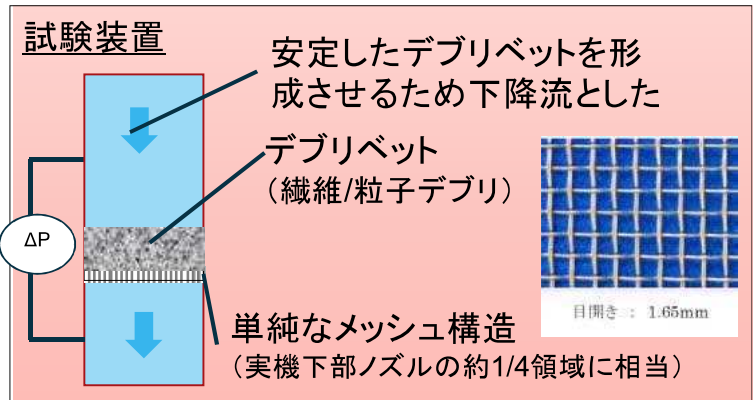 試験装置
安定したデブリベットを形
成させるため下降流とした
デブリベット
（繊維/粒子デブリ）
ΔP
単純なメッシュ構造
（実機下部ノズルの約1/4領域に相当）
目開き : 1.65mm